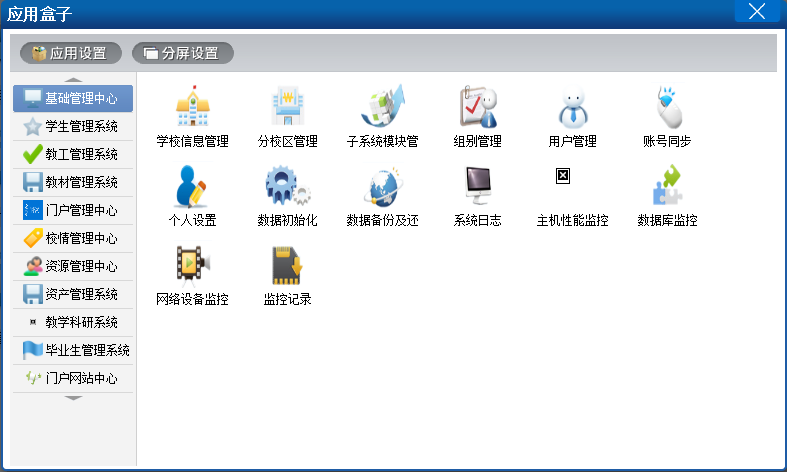 应用盒子
应用设置 分屏设置
基础管理中心
学生管理系统
教工管理系统
教材管理系统
门户管理中心
校情管理中心
资源管理中心
资产管理系统
教学科研系统
毕业生管理系统
门户网站中心
学校信息管理 分校区管理 子系统模块管 组别管理 用户管理 账号同步
个人设置 数据初始化 数据备份及还 系统日志 主机性能监控 数据库监控
网络设备监控 监控记录